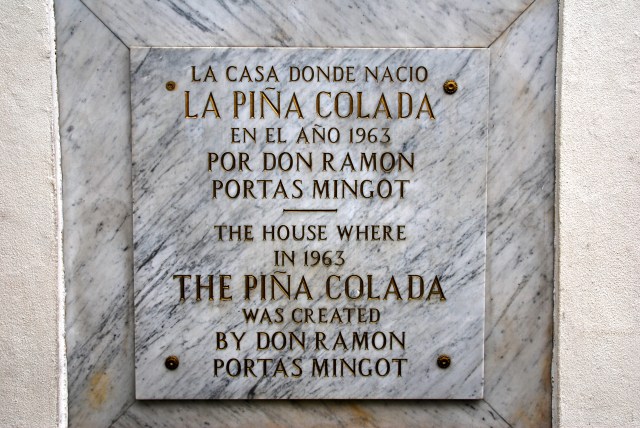 LA CASA DONDE NACIO
LA PIÑA COLADA
EN EL AÑO 1963
POR DON RAMON
PORTAS MINGOT
THE HOUSE WHERE
IN 1963
THE PIÑA COLADA
WAS CREATED
BY DON RAMON
PORTAS MINGOT